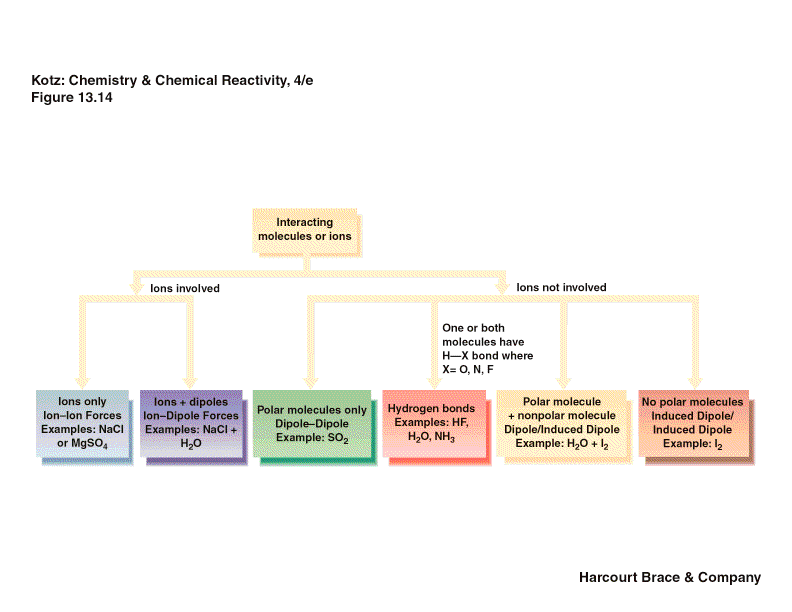 Kotz: Chemistry & Chemical Reactivity, 4/e
Figure 13.14
Interacting
molecules or ions
Ions involved
Ions not involved
One or both
molecules have
H—X bond where
X= O, N, F
Ions only
Ion–Ion Forces
Examples: NaCl
or MgSO₄
Ions + dipoles
Ion–Dipole Forces
Examples: NaCl +
H₂O
Polar molecules only
Dipole–Dipole
Example: SO₂
Hydrogen bonds
Examples: HF,
H₂O, NH₃
Polar molecule
+ nonpolar molecule
Dipole/Induced Dipole
Example: H₂O + I₂
No polar molecules
Induced Dipole/
Induced Dipole
Example: I₂
Harcourt Brace & Company